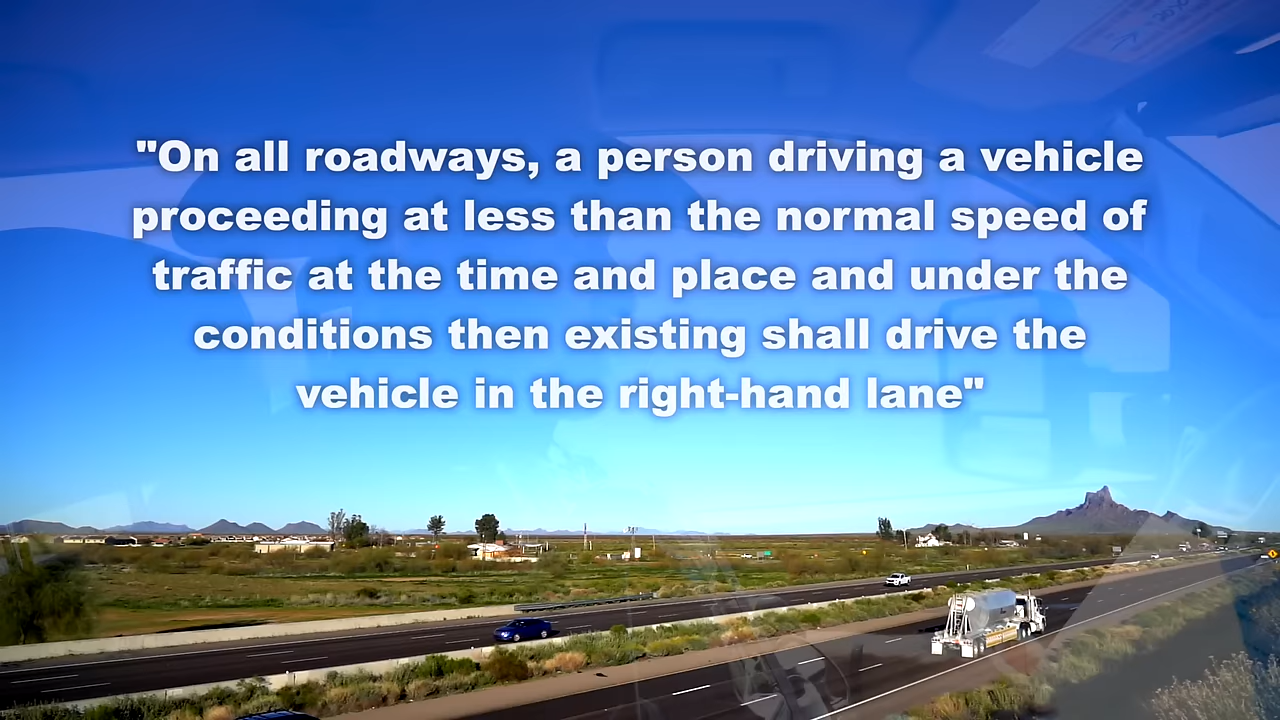 "On all roadways, a person driving a vehicle
proceeding at less than the normal speed of
traffic at the time and place and under the
conditions then existing shall drive the
vehicle in the right-hand lane"